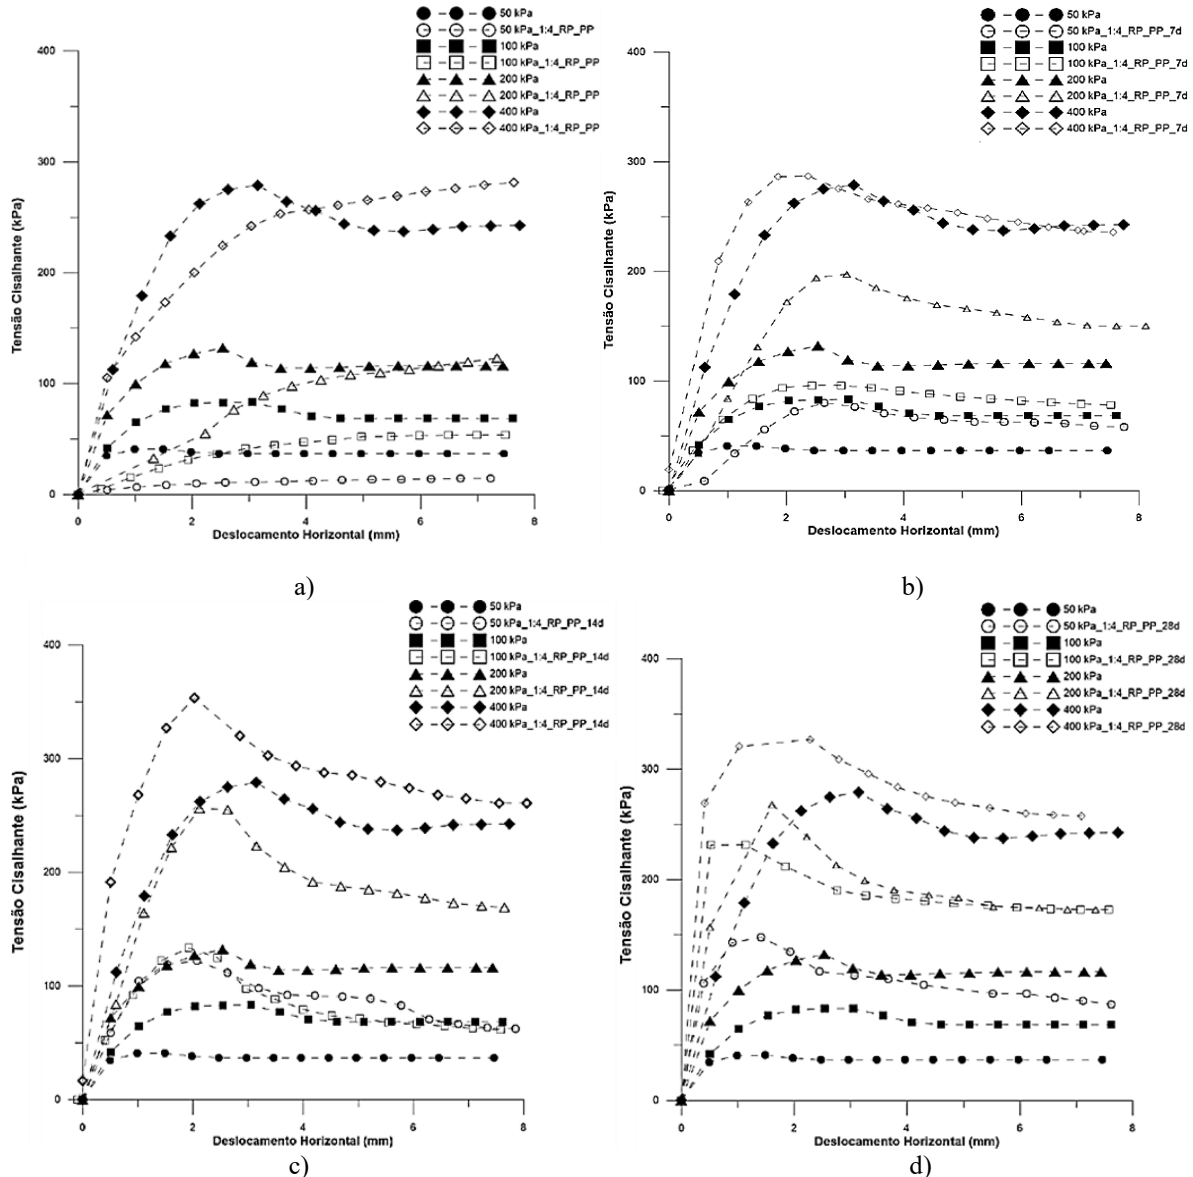 50 kPa
50 kPa_1:4_RP_PP
100 kPa
100 kPa_1:4_RP_PP
200 kPa
200 kPa_1:4_RP_PP
400 kPa
400 kPa_1:4_RP_PP
400
300
200
100
0
Tensão Cisalhante (kPa)
0 2 4 6 8
Deslocamento Horizontal (mm)
a)
50 kPa
50 kPa_1:4_RP_PP_7d
100 kPa
100 kPa_1:4_RP_PP_7d
200 kPa
200 kPa_1:4_RP_PP_7d
400 kPa
400 kPa_1:4_RP_PP_7d
400
300
200
100
0
Tensão Cisalhante (kPa)
0 2 4 6 8
Deslocamento Horizontal (mm)
b)
50 kPa
50 kPa_1:4_RP_PP_14d
100 kPa
100 kPa_1:4_RP_PP_14d
200 kPa
200 kPa_1:4_RP_PP_14d
400 kPa
400 kPa_1:4_RP_PP_14d
400
300
200
100
0
Tensão Cisalhante (kPa)
0 2 4 6 8
Deslocamento Horizontal (mm)
c)
50 kPa
50 kPa_1:4_RP_PP_28d
100 kPa
100 kPa_1:4_RP_PP_28d
200 kPa
200 kPa_1:4_RP_PP_28d
400 kPa
400 kPa_1:4_RP_PP_28d
400
300
200
100
0
Tensão Cisalhante (kPa)
0 2 4 6 8
Deslocamento Horizontal (mm)
d)